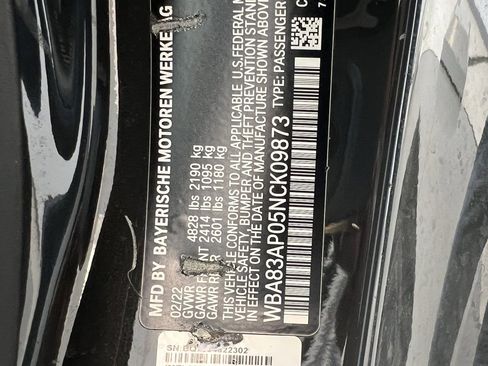 MFD BY BAYERISCHE MOTOREN WERKE AG
02/22
GVWR 4828 lbs 2190 kg
GAWR FRONT 2414 lbs 1095 kg
GAWR 2601 lbs 1180 kg
THIS VEHICLE CONFORMS TO ALL APPLICABLE U.S. FEDERAL
VEHICLE SAFETY, BUMPER AND THEFT PREVENTION
IN EFFECT ON THE DATE OF MANUFACTURE SHOWN ABOVE
WBA83AP05NCK09873 TYPE: PASSENGER